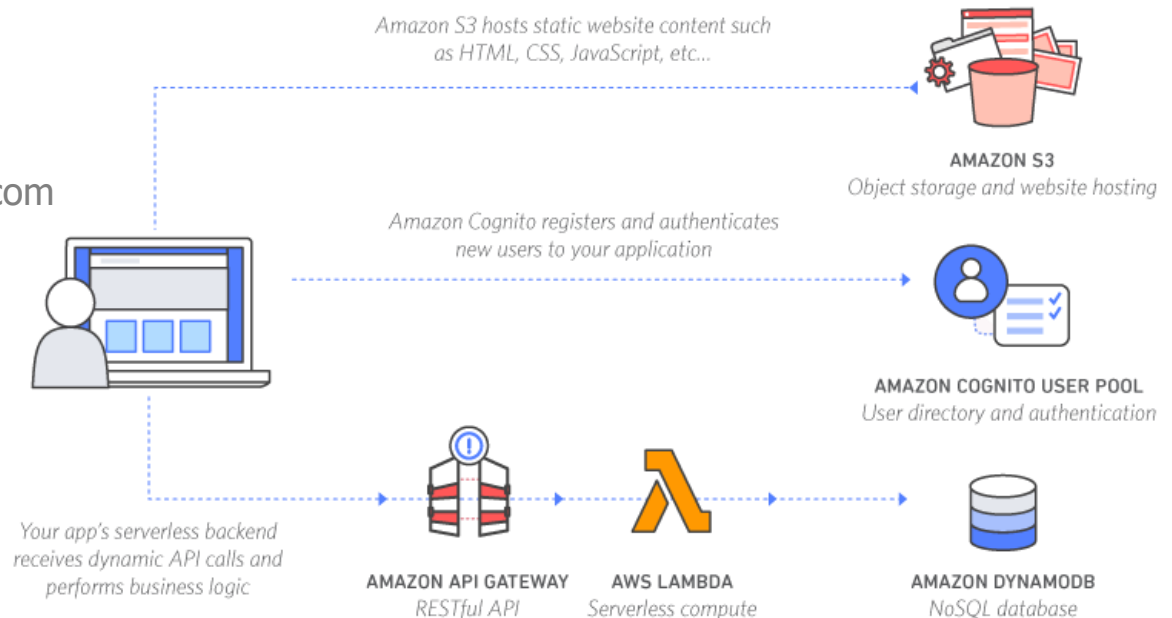 Amazon S3 hosts static website content such
as HTML, CSS, JavaScript, etc...
AMAZON S3
Object storage and website hosting
com
Amazon Cognito registers and authenticates
new users to your application
AMAZON COGNITO USER POOL
User directory and authentication
Your app's serverless backend
receives dynamic API calls and
performs business logic
AMAZON API GATEWAY
RESTful API
AWS LAMBDA
Serverless compute
AMAZON DYNAMODB
NoSQL database